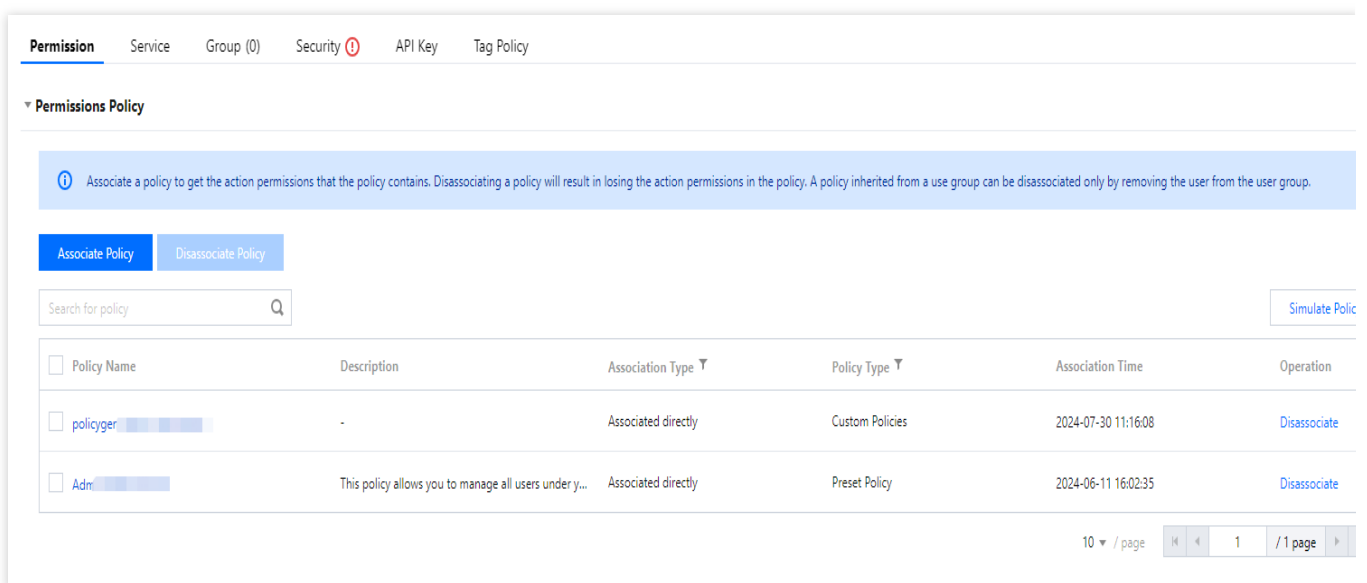 Permission Service Group (0) Security API Key Tag Policy
Permissions Policy
Associate a policy to get the action permissions that the policy contains. Disassociating a policy will result in losing the action permissions in the policy. A policy inherited from a use group can be disassociated only by removing the user from the user group.
Associate Policy Disassociate Policy
Search for policy
Simulate Polic
Policy Name Description Association Type Policy Type Association Time Operation
policyger - Associated directly Custom Policies 2024-07-30 11:16:08 Disassociate
Adm This policy allows you to manage all users under y... Associated directly Preset Policy 2024-06-11 16:02:35 Disassociate
10 / page 1 / 1 page